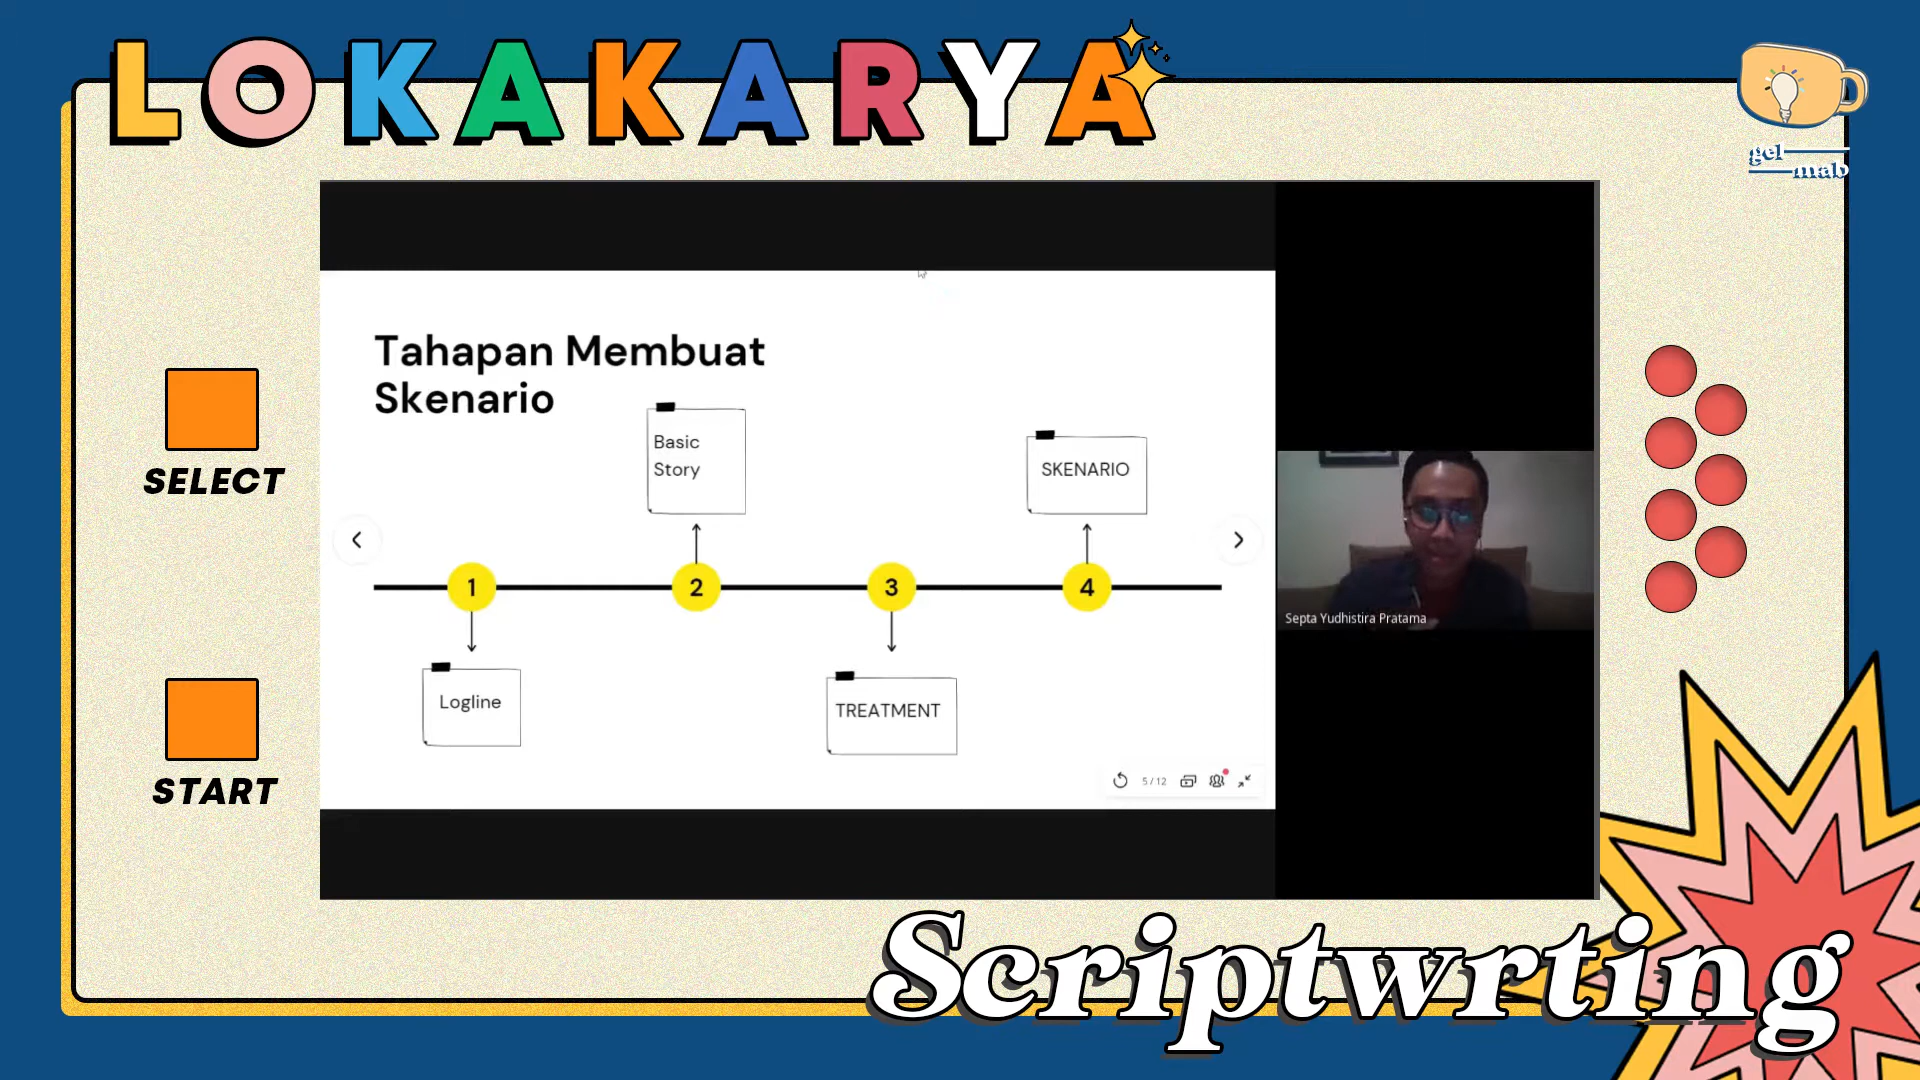 LOKAKARYA
gel
mab
Tahapan Membuat
Skenario
Basic
Story
SKENARIO
1
2
3
4
Logline
TREATMENT
5 / 12
Septa Yudhistira Pratama
SELECT
START
Scriptwrting